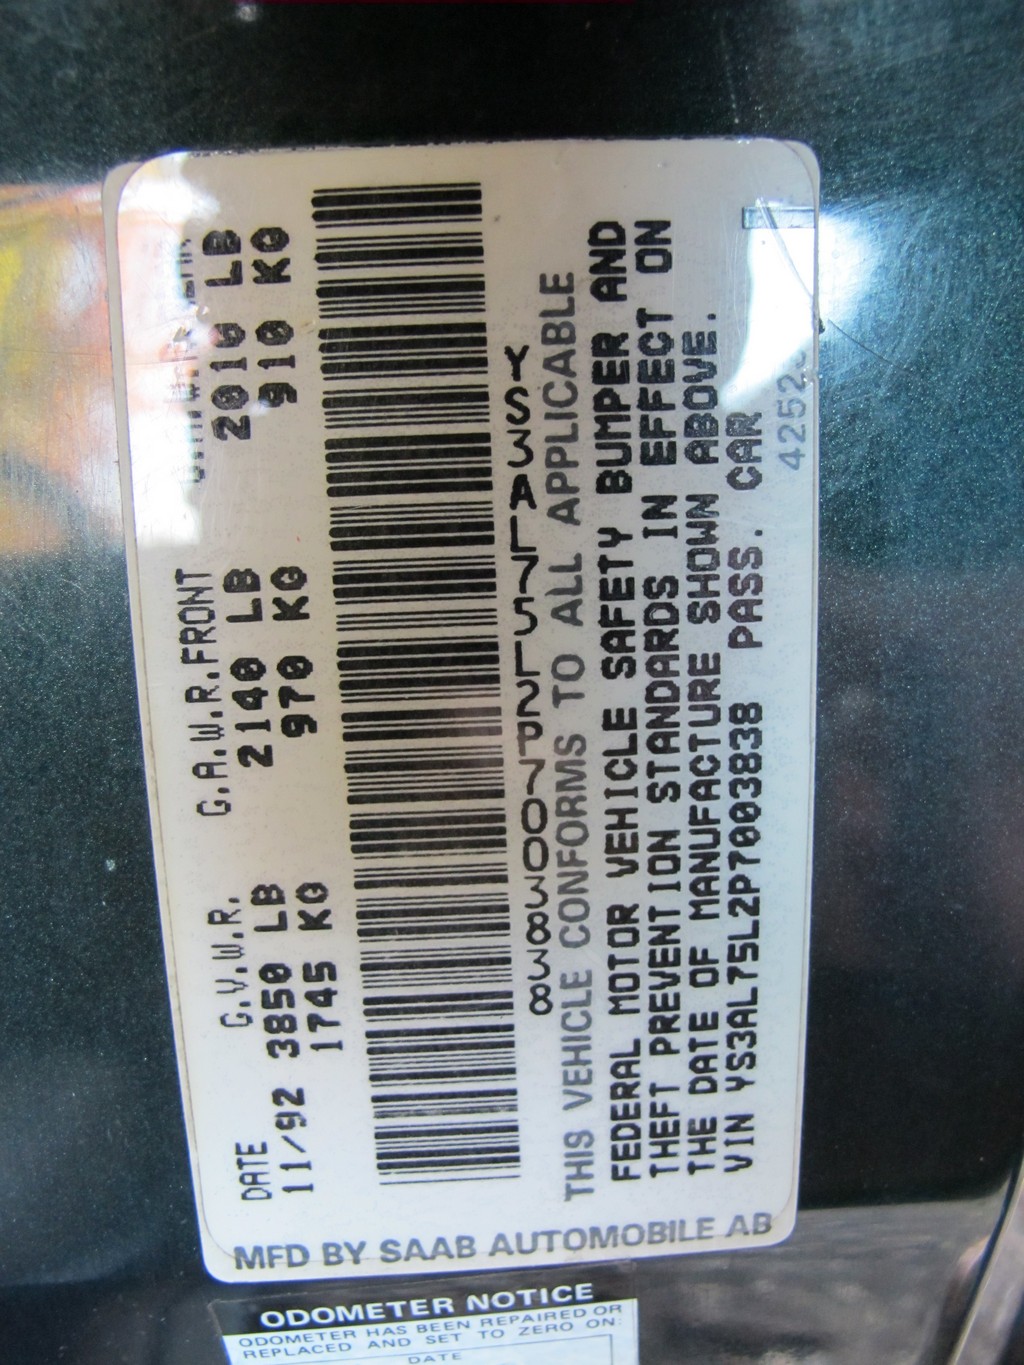 MFD BY SAAB AUTOMOBILE AB
DATE G.V.W.R. G.A.W.R.FRONT
11/92 3850 LB 2140 LB 2010 LB
1745 KG 970 KG 910 KG
YS3AL75L2P7003838
THIS VEHICLE CONFORMS TO ALL APPLICABLE
FEDERAL MOTOR VEHICLE SAFETY BUMPER AND
THEFT PREVENTION STANDARDS IN EFFECT ON
THE DATE OF MANUFACTURE SHOWN ABOVE.
VIN YS3AL75L2P7003838 PASS. CAR
ODOMETER NOTICE
ODOMETER HAS BEEN REPAIRED OR
REPLACED AND SET TO ZERO ON:
DATE